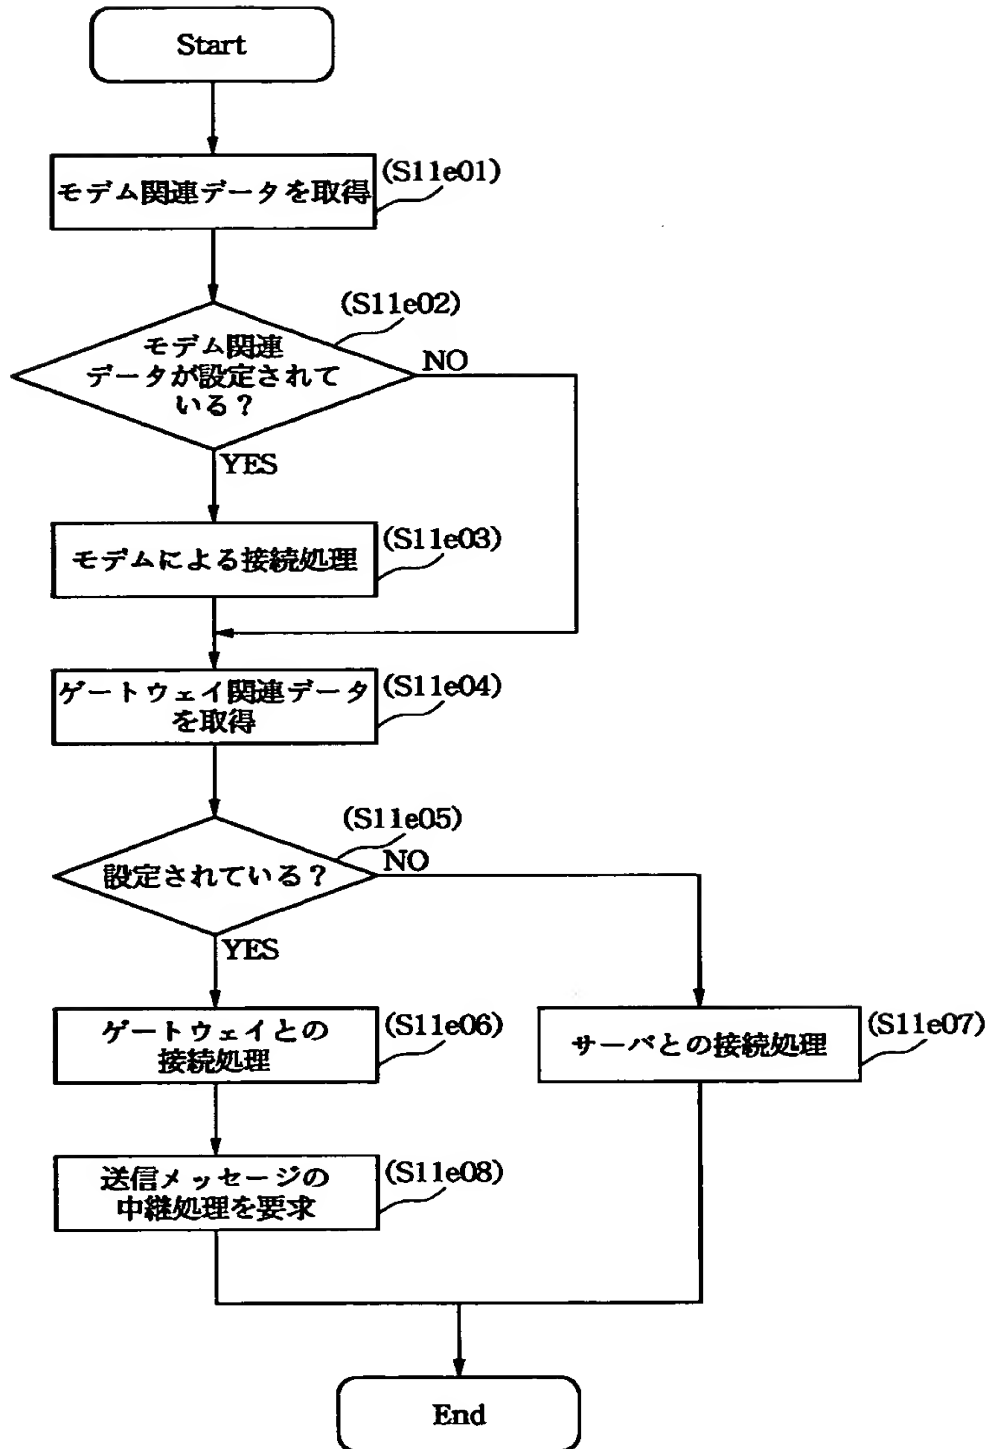 Start
(S11e01)
モデム関連データを取得
(S11e02)
モデム関連
データが設定されて
いる？
NO
YES
(S11e03)
モデムによる接続処理
(S11e04)
ゲートウェイ関連データ
を取得
(S11e05)
設定されている？
NO
YES
ゲートウェイとの
接続処理
(S11e06)
サーバとの接続処理
(S11e07)
送信メッセージの
中継処理を要求
(S11e08)
End